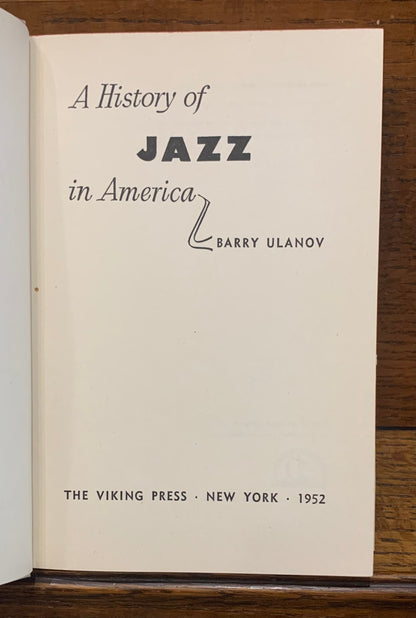 A History of
JAZZ
in America
BARRY ULANOV
THE VIKING PRESS · NEW YORK · 1952